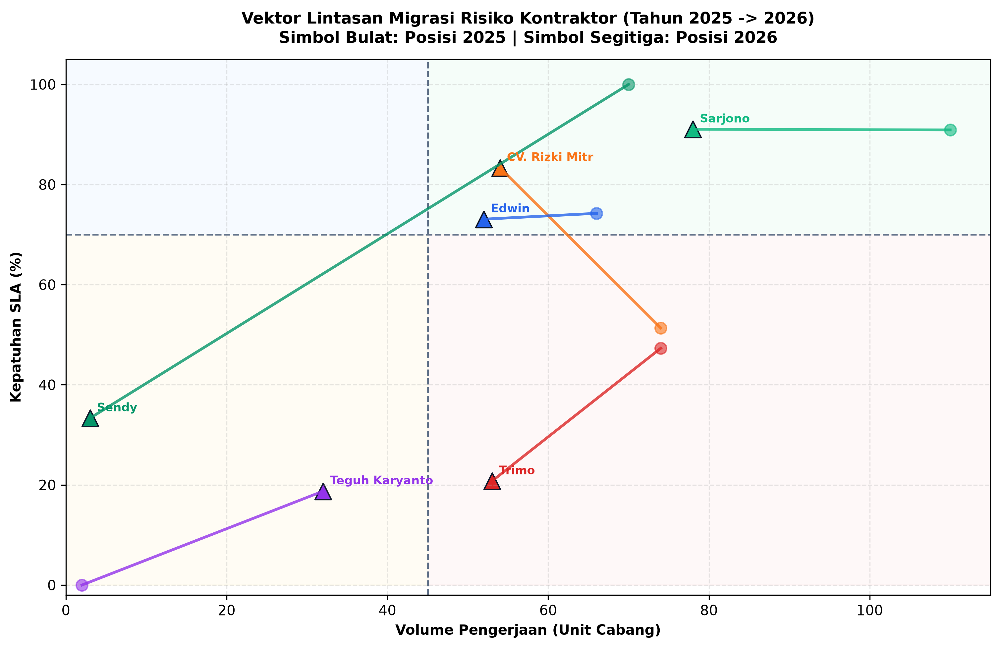 Vektor Lintasan Migrasi Risiko Kontraktor (Tahun 2025 -> 2026)
Simbol Bulat: Posisi 2025 | Simbol Segitiga: Posisi 2026
Kepatuhan SLA (%)
100
80
60
40
20
0
Sarjono
CV. Rizki Mitr
Edwin
Sendy
Trimo
Teguh Karyanto
0
20
40
60
80
100
Volume Pengerjaan (Unit Cabang)